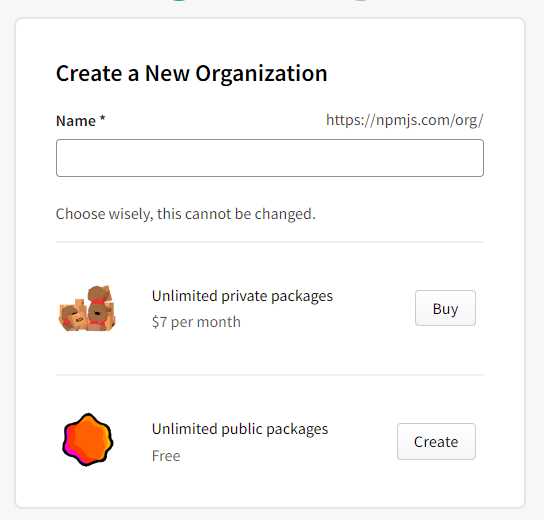 Create a New Organization
Name * https://npmjs.com/org/
Choose wisely, this cannot be changed.
Unlimited private packages
$7 per month
Buy
Unlimited public packages
Free
Create